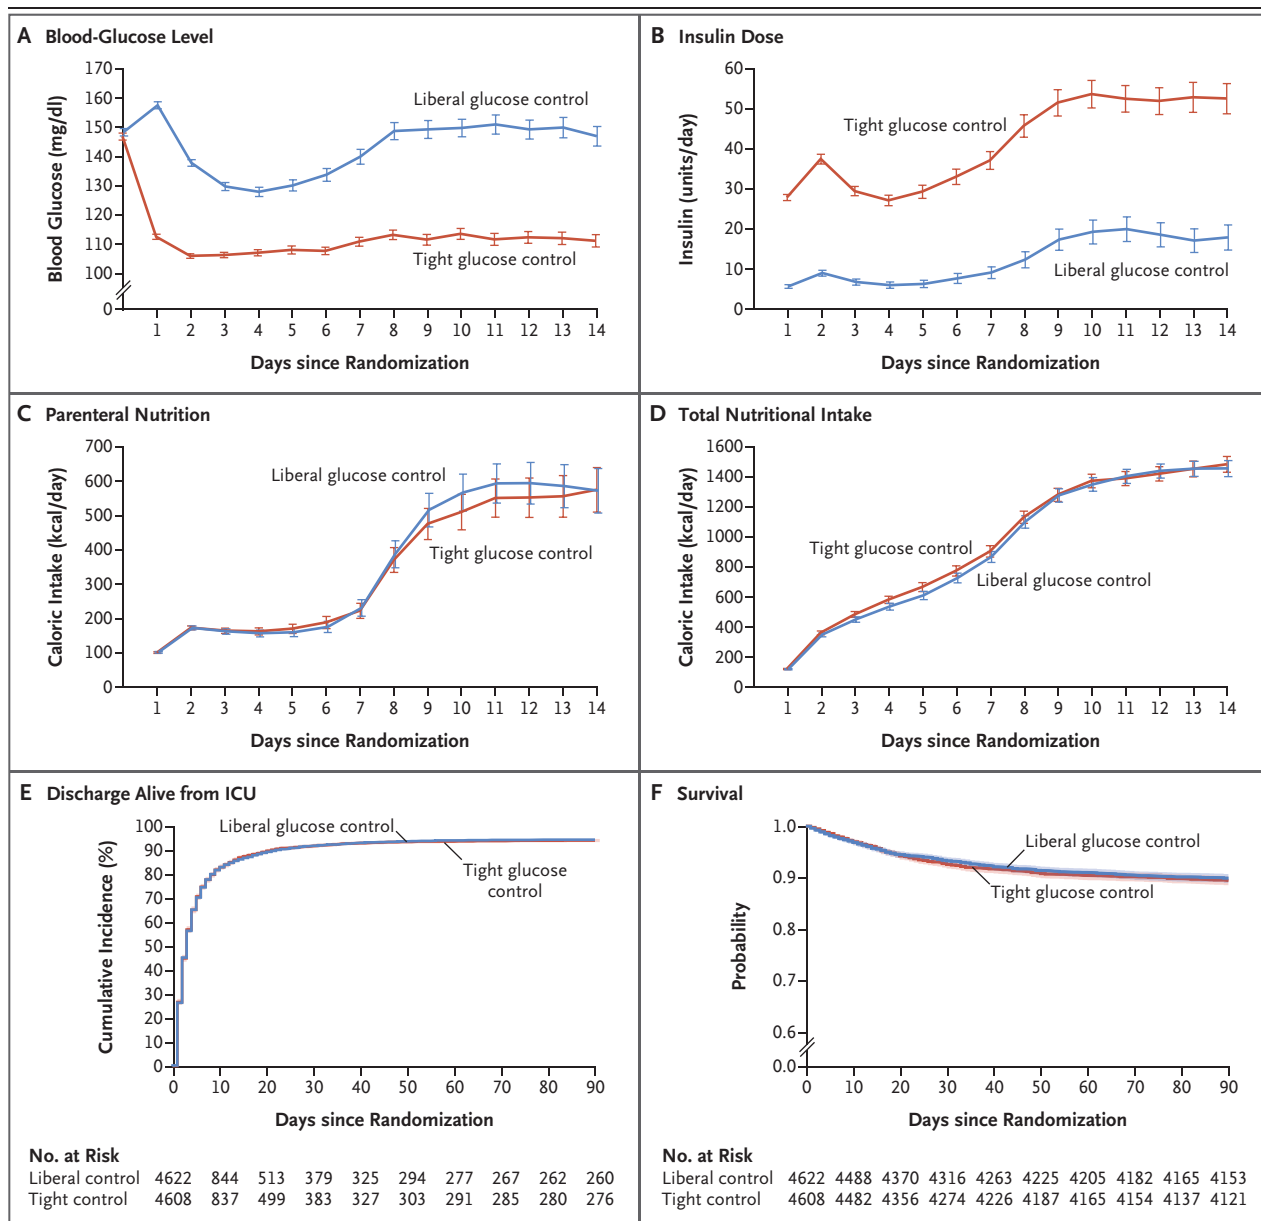 A Blood-Glucose Level
Blood Glucose (mg/dl)
170
160
150
140
130
120
110
100
0
Liberal glucose control
Tight glucose control
1 2 3 4 5 6 7 8 9 10 11 12 13 14
Days since Randomization
B Insulin Dose
Insulin (units/day)
60
50
40
30
20
10
0
Tight glucose control
Liberal glucose control
1 2 3 4 5 6 7 8 9 10 11 12 13 14
Days since Randomization
C Parenteral Nutrition
Caloric Intake (kcal/day)
700
600
500
400
300
200
100
0
Liberal glucose control
Tight glucose control
1 2 3 4 5 6 7 8 9 10 11 12 13 14
Days since Randomization
D Total Nutritional Intake
Caloric Intake (kcal/day)
1600
1400
1200
1000
800
600
400
200
0
Tight glucose control
Liberal glucose control
1 2 3 4 5 6 7 8 9 10 11 12 13 14
Days since Randomization
E Discharge Alive from ICU
Cumulative Incidence (%)
100
90
80
70
60
50
40
30
20
10
0
Liberal glucose control
Tight glucose
control
0 10 20 30 40 50 60 70 80 90
Days since Randomization
No. at Risk
Liberal control 4622 844 513 379 325 294 277 267 262 260
Tight control 4608 837 499 383 327 303 291 285 280 276
F Survival
Probability
1.0
0.9
0.8
0.7
0.6
0.0
Liberal glucose control
Tight glucose control
0 10 20 30 40 50 60 70 80 90
Days since Randomization
No. at Risk
Liberal control 4622 4488 4370 4316 4263 4225 4205 4182 4165 4153
Tight control 4608 4482 4356 4274 4226 4187 4165 4154 4137 4121